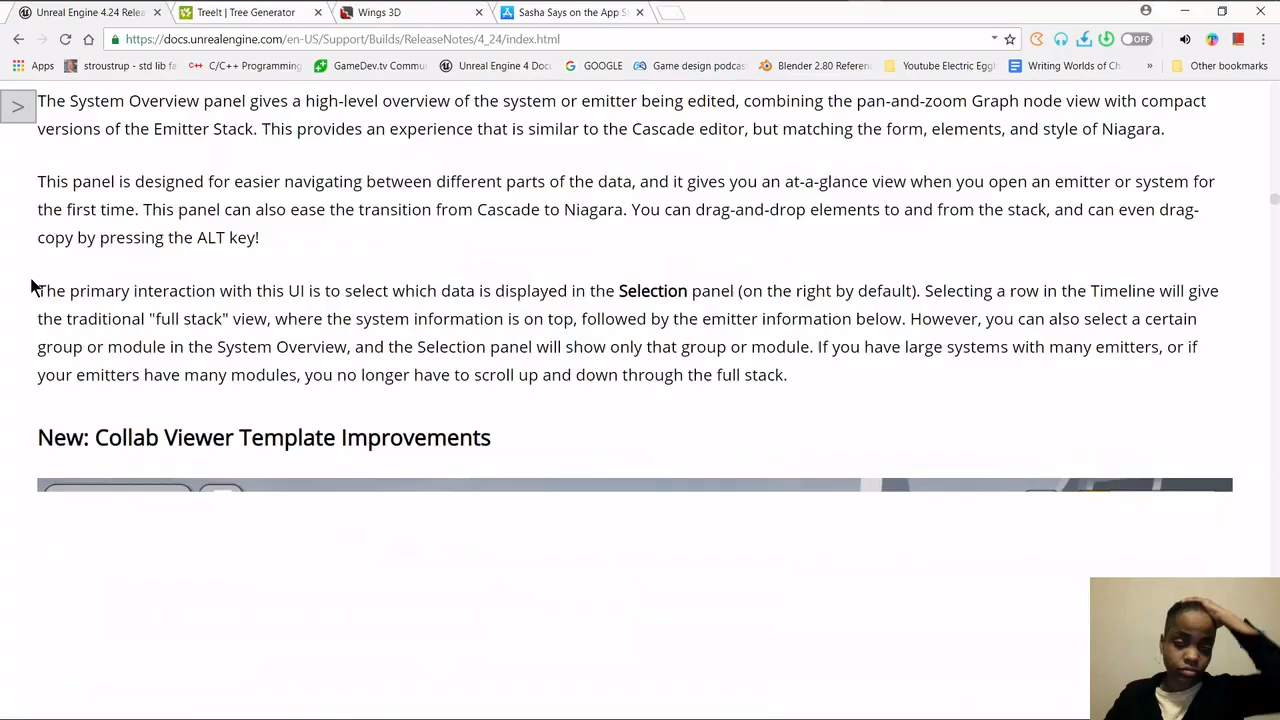 Unreal Engine 4.24 Relea
TreeIt | Tree Generator
Wings 3D
Sasha Says on the App S
https://docs.unrealengine.com/en-US/Support/Builds/ReleaseNotes/4_24/index.html
OFF
Apps
stroustrup - std lib fa
C/C++ Programming
GameDev.tv Commu
Unreal Engine 4 Docu
GOOGLE
Game design podcas
Blender 2.80 Referen
Youtube Electric Eggl
Writing Worlds of Ch
»
Other bookmarks
>
The System Overview panel gives a high-level overview of the system or emitter being edited, combining the pan-and-zoom Graph node view with compact
versions of the Emitter Stack. This provides an experience that is similar to the Cascade editor, but matching the form, elements, and style of Niagara.
This panel is designed for easier navigating between different parts of the data, and it gives you an at-a-glance view when you open an emitter or system for
the first time. This panel can also ease the transition from Cascade to Niagara. You can drag-and-drop elements to and from the stack, and can even drag-
copy by pressing the ALT key!
The primary interaction with this UI is to select which data is displayed in the Selection panel (on the right by default). Selecting a row in the Timeline will give
the traditional "full stack" view, where the system information is on top, followed by the emitter information below. However, you can also select a certain
group or module in the System Overview, and the Selection panel will show only that group or module. If you have large systems with many emitters, or if
your emitters have many modules, you no longer have to scroll up and down through the full stack.
New: Collab Viewer Template Improvements